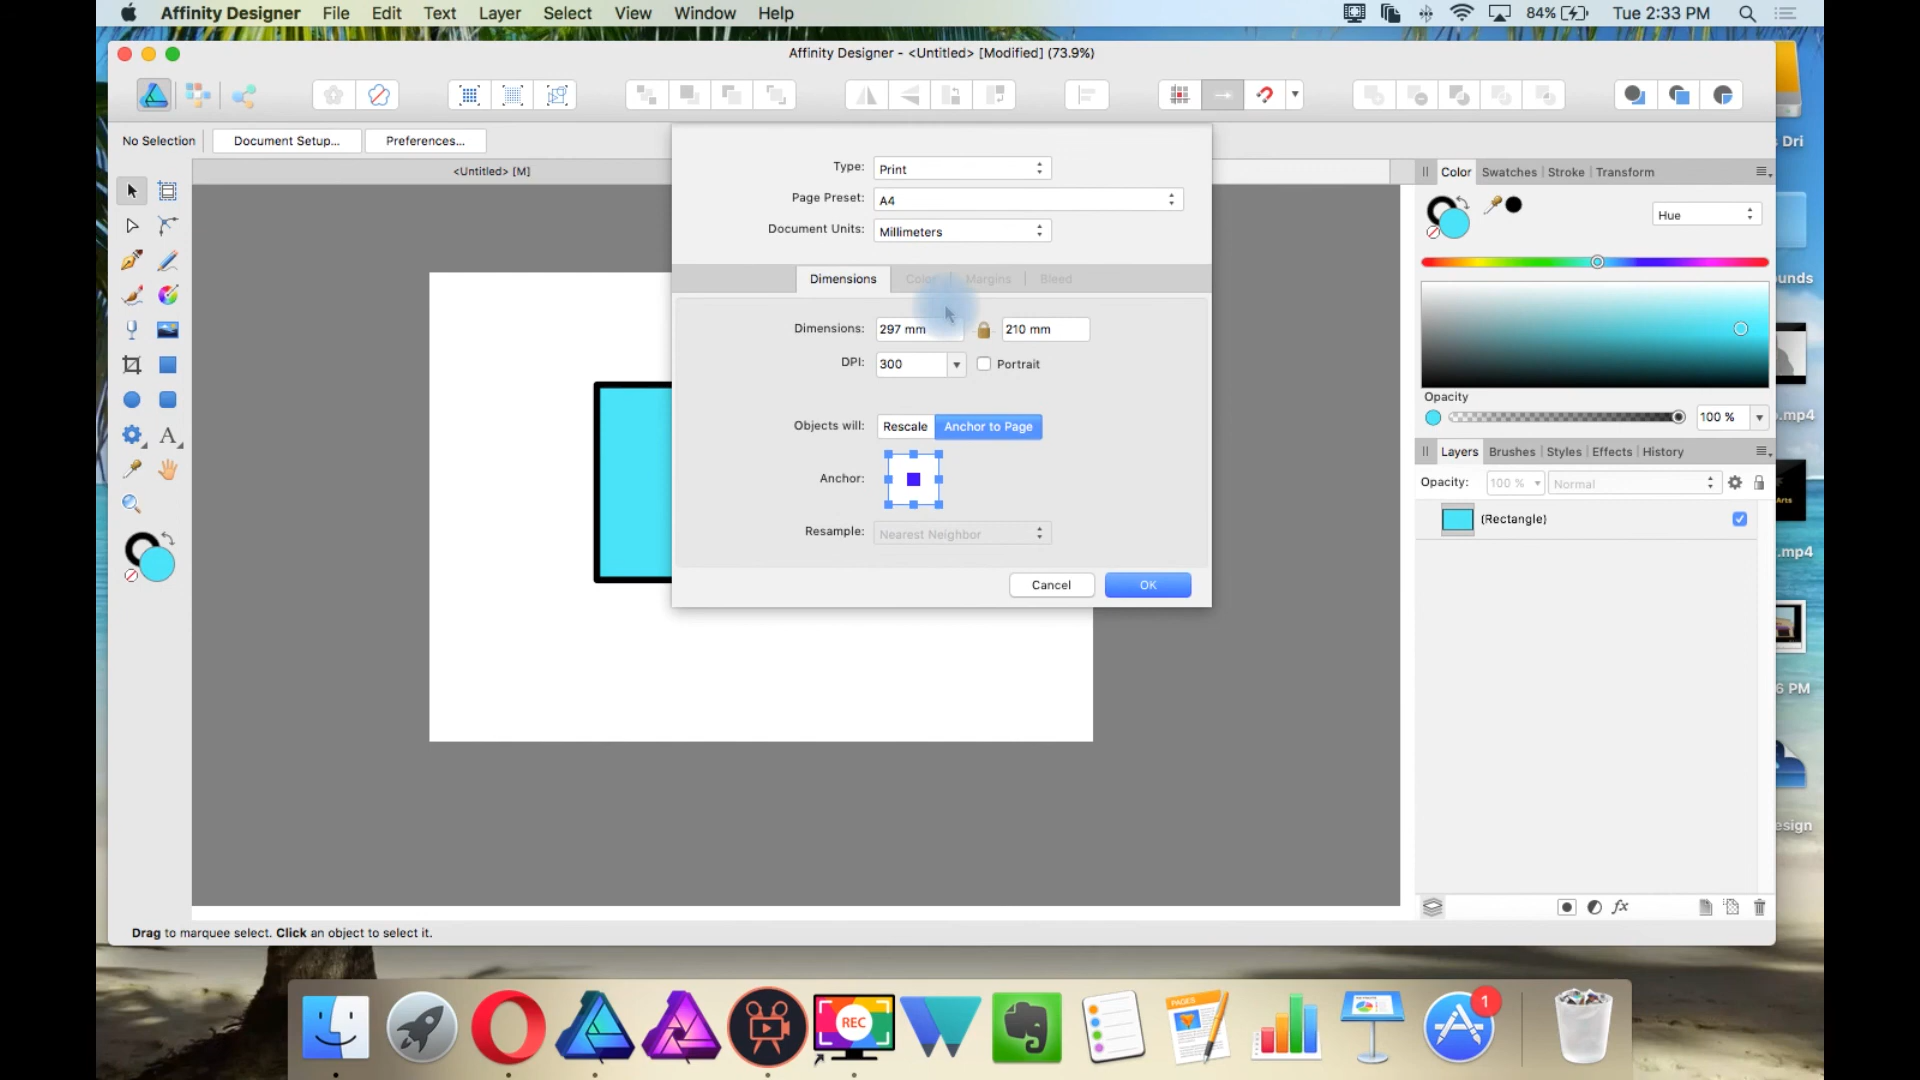 Affinity Designer File Edit Text Layer Select View Window Help
84% Tue 2:33 PM
Affinity Designer - <Untitled> [Modified] (73.9%)
No Selection Document Setup... Preferences...
<Untitled> [M]
Type: Print
Page Preset: A4
Document Units: Millimeters
Dimensions Color Margins Bleed
Dimensions: 297 mm 210 mm
DPI: 300 Portrait
Objects will: Rescale Anchor to Page
Anchor:
Resample: Nearest Neighbor
Cancel OK
Color Swatches Stroke Transform
Hue
Opacity
100 %
Layers Brushes Styles Effects History
Opacity: 100 % Normal
(Rectangle)
fx
Drag to marquee select. Click an object to select it.
Dri
unds
.mp4
Arts
.mp4
6 PM
esign
REC
PAGES
1